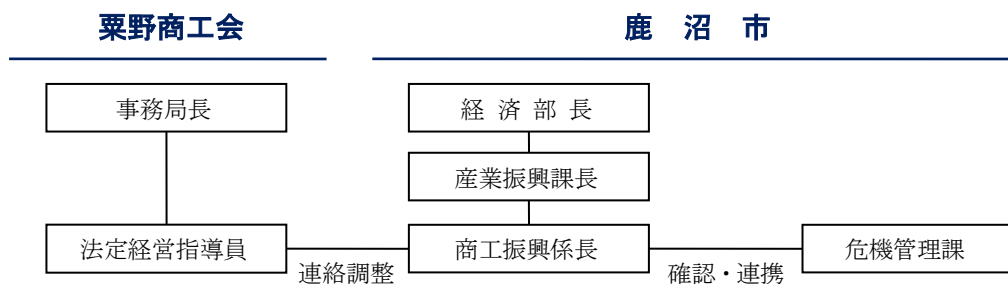 粟野商工会
鹿 沼 市
事務局長
経 済 部 長
産業振興課長
法定経営指導員
商工振興係長
危機管理課
連絡調整
確認・連携